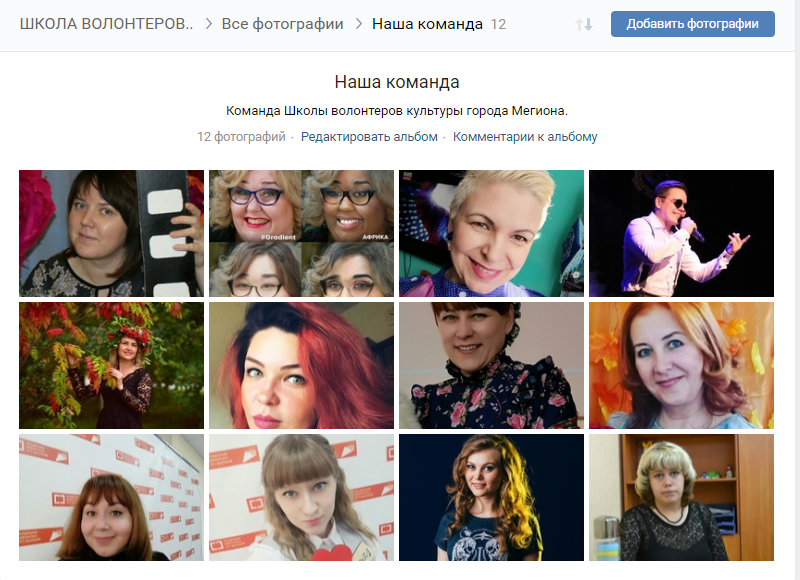 ШКОЛА ВОЛОНТЕРОВ.. > Все фотографии > Наша команда 12
Добавить фотографии
Наша команда
Команда Школы волонтеров культуры города Мегиона.
12 фотографий · Редактировать альбом · Комментарии к альбому
#Gradient
АФРИКА